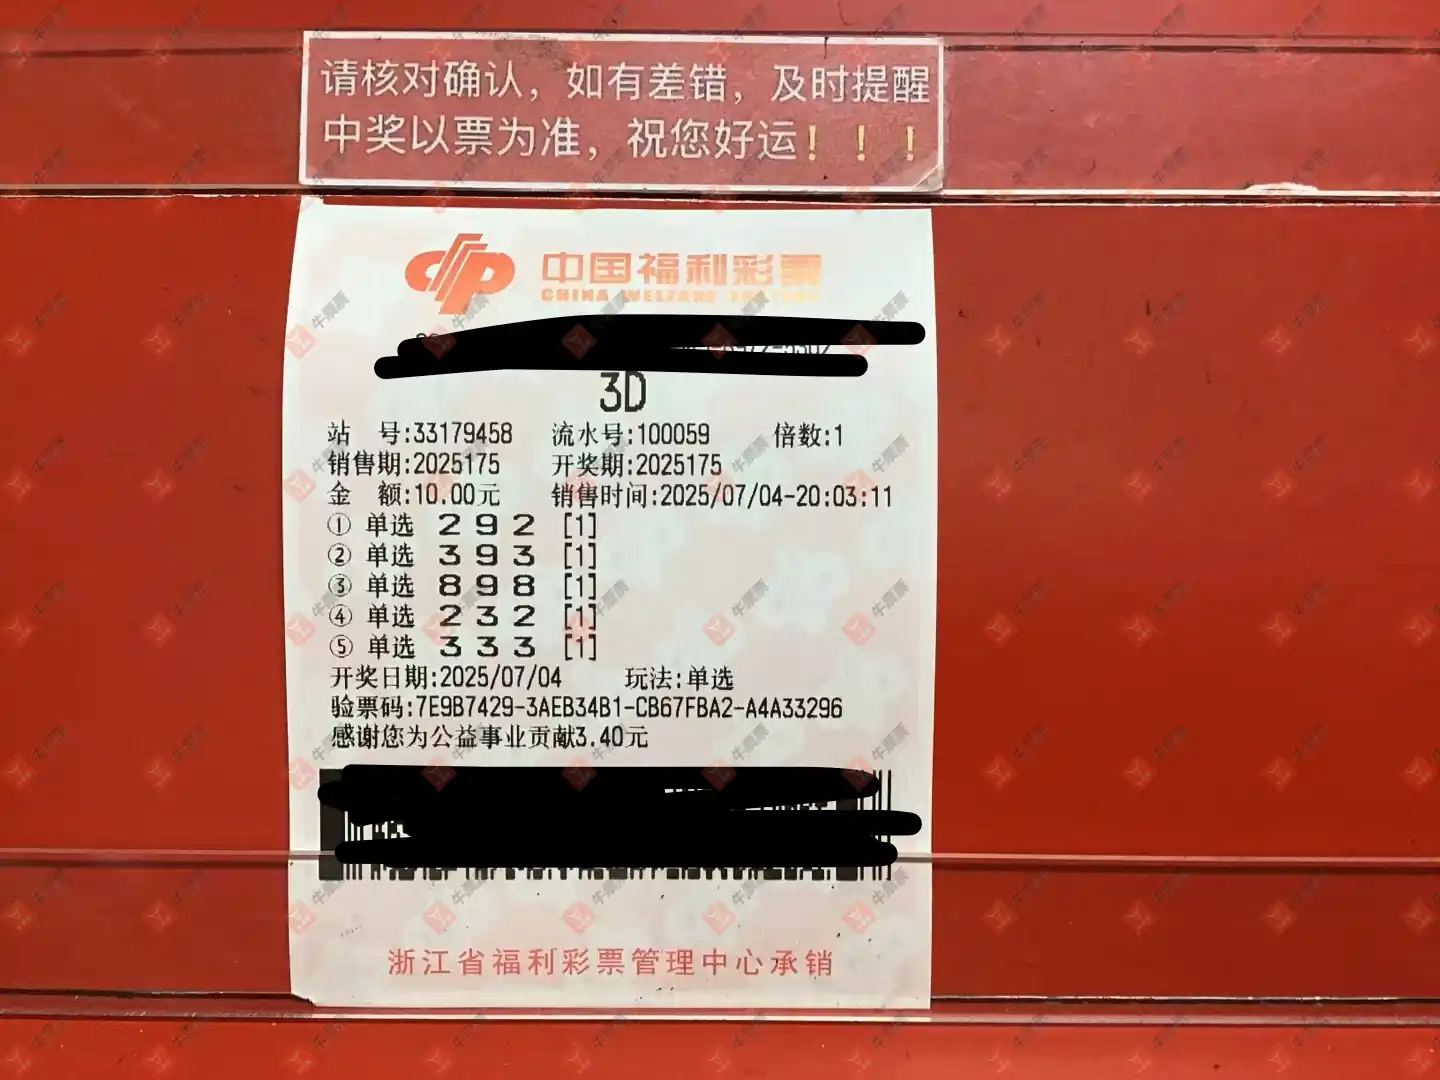 请核对确认，如有差错，及时提醒
中奖以票为准，祝您好运！！！
中国福利彩票
CHINA WELFARE LOTTERY
3D
站 号:33179458 流水号:100059 倍数:1
销售期:2025175 开奖期:2025175
金 额:10.00元 销售时间:2025/07/04-20:03:11
① 单选 2 9 2 [1]
② 单选 3 9 3 [1]
③ 单选 8 9 8 [1]
④ 单选 2 3 2 [1]
⑤ 单选 3 3 3 [1]
开奖日期:2025/07/04 玩法:单选
验票码:7E9B7429-3AEB34B1-CB67FBA2-A4A33296
感谢您为公益事业贡献3.40元
浙江省福利彩票管理中心承销